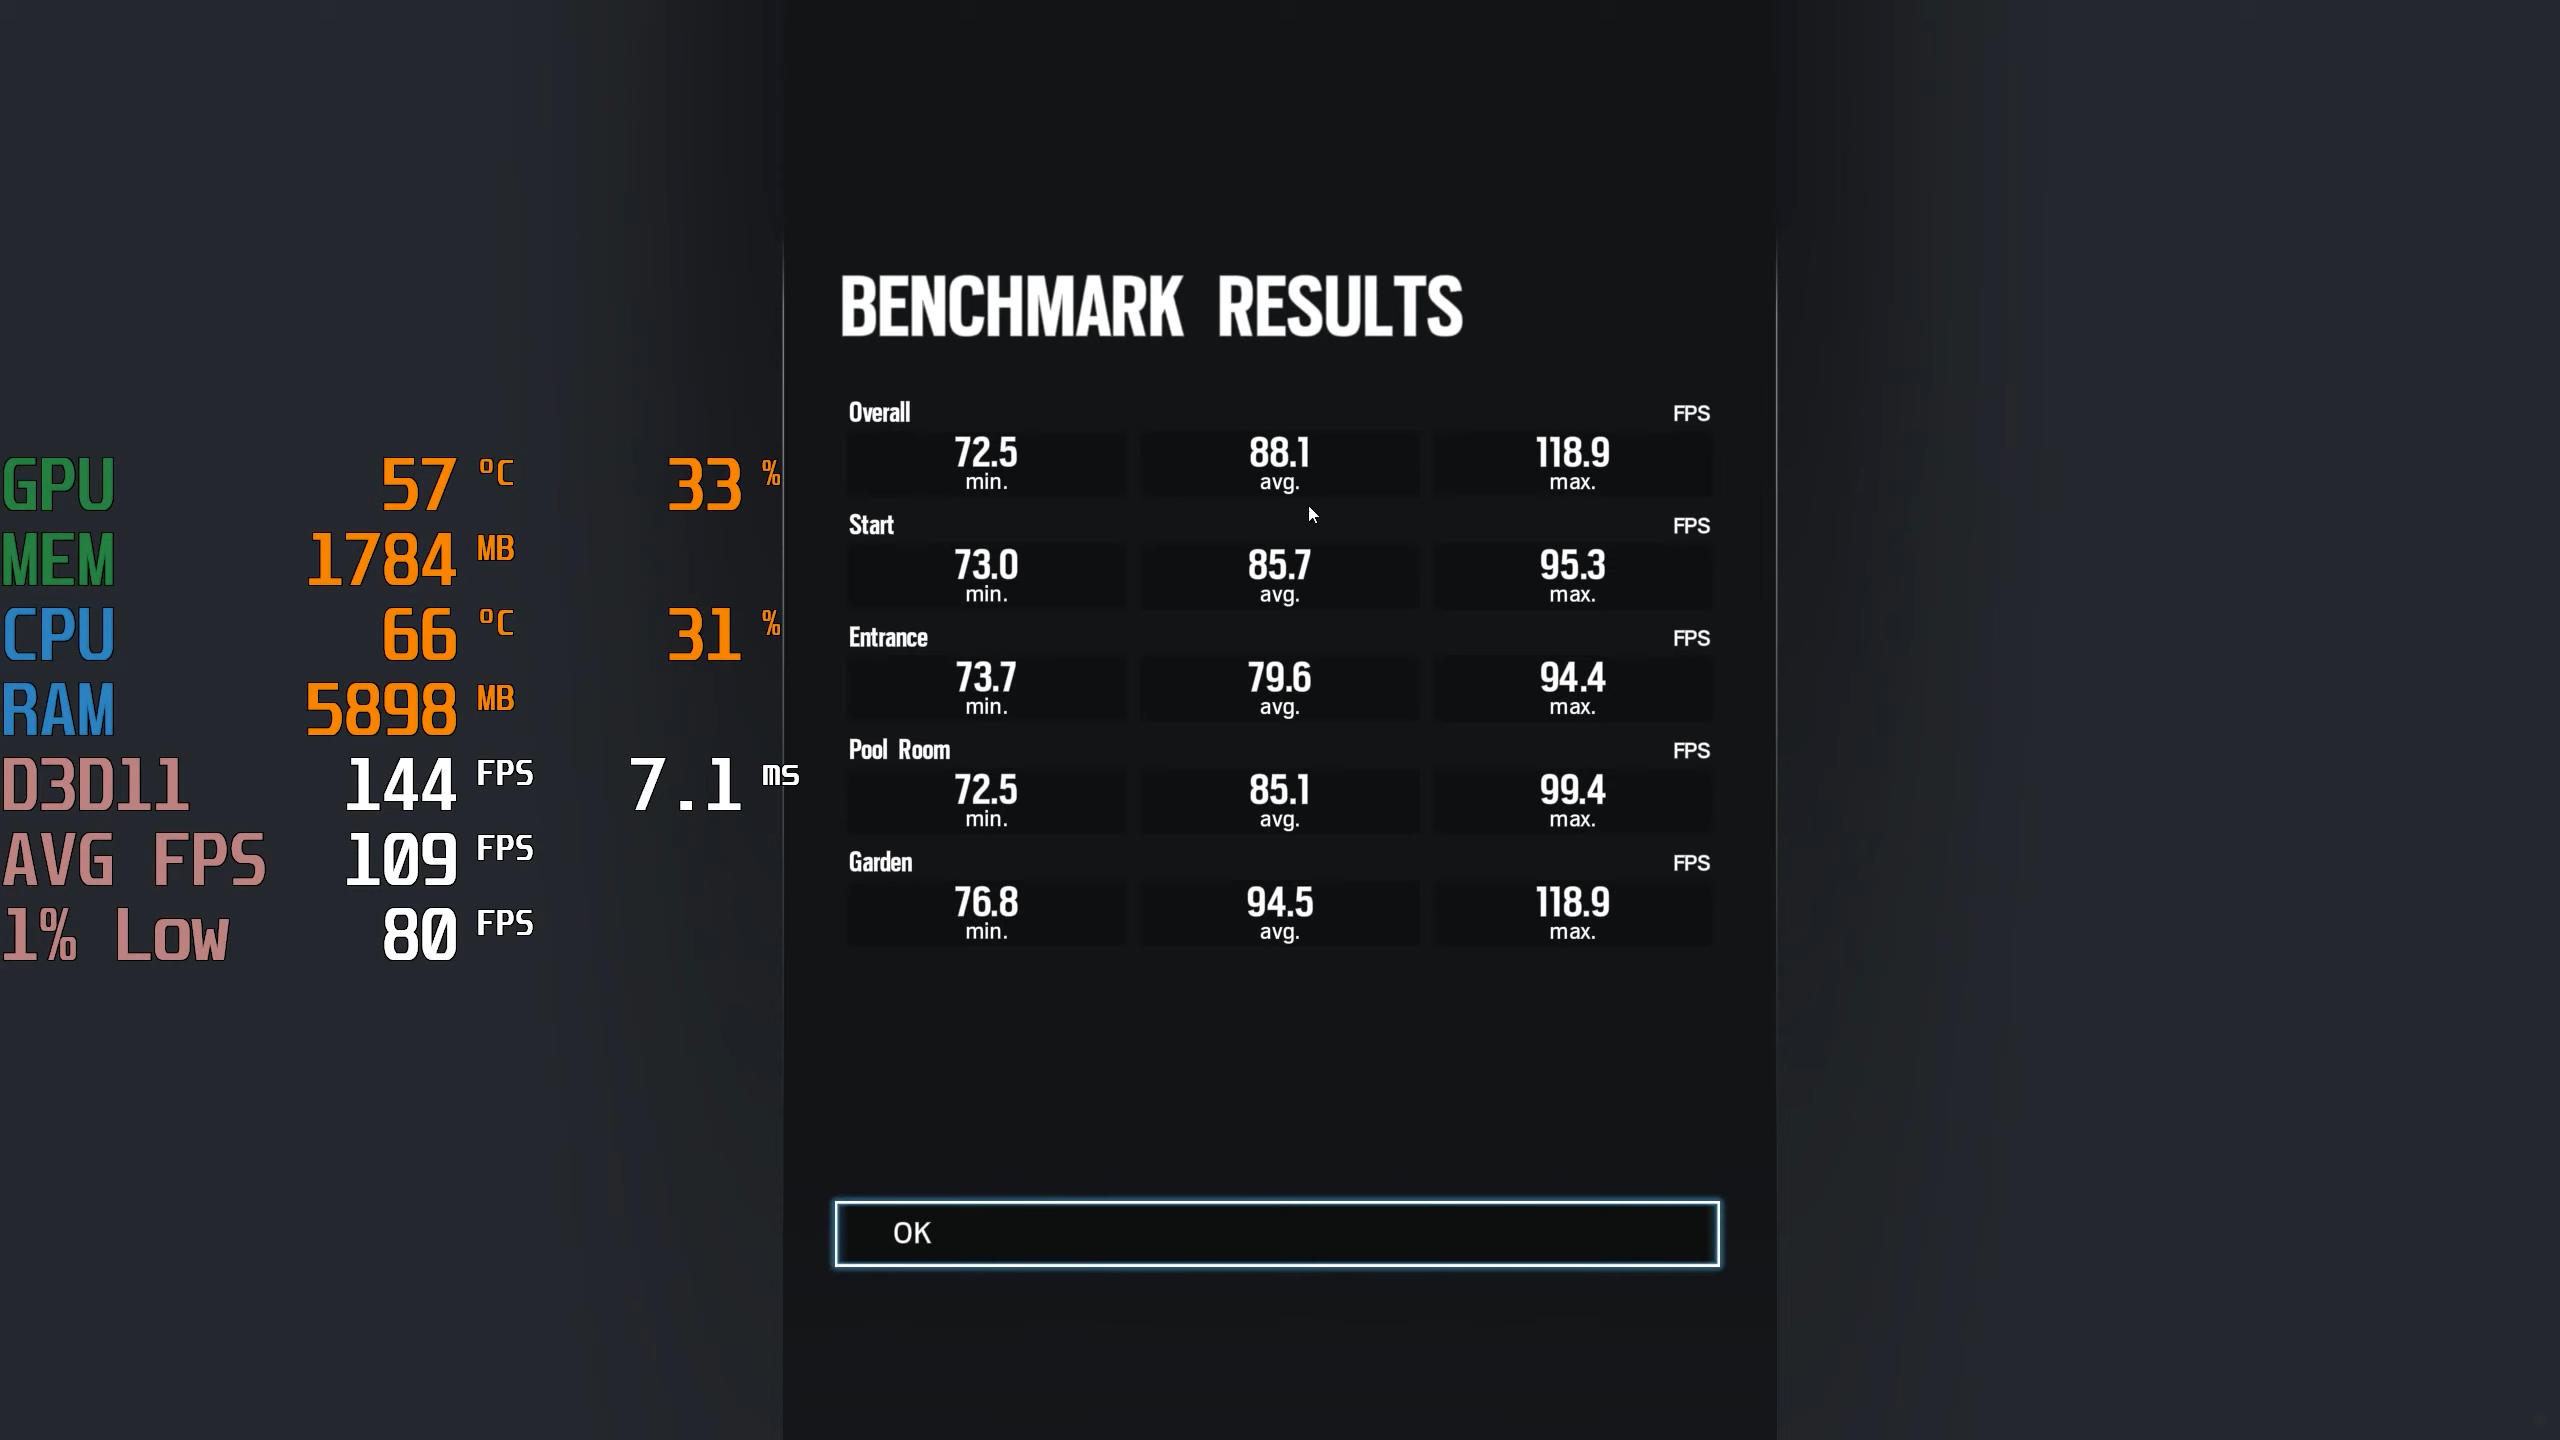 GPU 57 °C 33 %
MEM 1784 MB
CPU 66 °C 31 %
RAM 5898 MB
D3D11 144 FPS 7.1 ms
AVG FPS 109 FPS
1% Low 80 FPS
BENCHMARK RESULTS
Overall FPS
72.5 88.1 118.9
min. avg. max.
Start FPS
73.0 85.7 95.3
min. avg. max.
Entrance FPS
73.7 79.6 94.4
min. avg. max.
Pool Room FPS
72.5 85.1 99.4
min. avg. max.
Garden FPS
76.8 94.5 118.9
min. avg. max.
OK